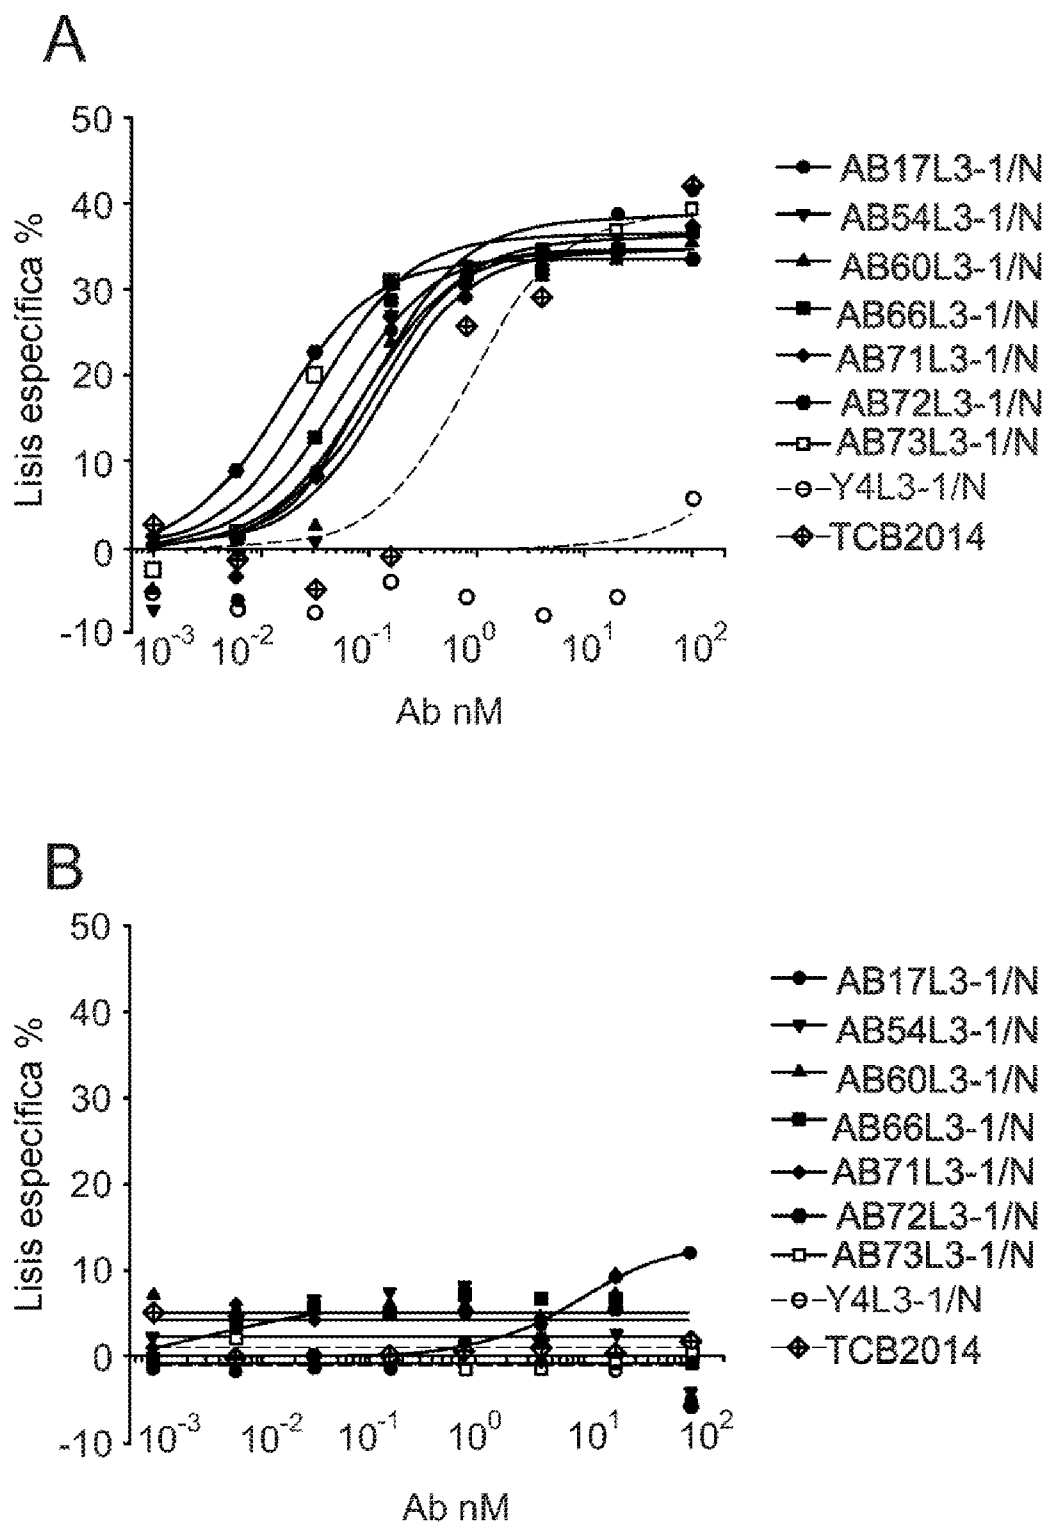 A
50
40
30
20
10
0
-10
Lisis específica %
10-3 10-2 10-1 100 101 102
Ab nM
AB17L3-1/N
AB54L3-1/N
AB60L3-1/N
AB66L3-1/N
AB71L3-1/N
AB72L3-1/N
AB73L3-1/N
Y4L3-1/N
TCB2014
B
50
40
30
20
10
0
-10
Lisis específica %
10-3 10-2 10-1 100 101 102
Ab nM
AB17L3-1/N
AB54L3-1/N
AB60L3-1/N
AB66L3-1/N
AB71L3-1/N
AB72L3-1/N
AB73L3-1/N
Y4L3-1/N
TCB2014